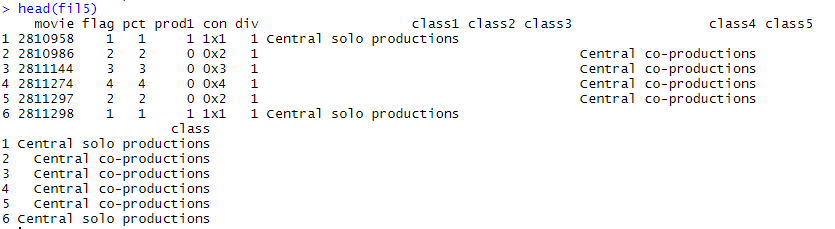 > head(fil5)
movie flag pct prod1 con div class1 class2 class3 class4 class5
1 2810958 1 1 1 1x1 1 Central solo productions
2 2810986 2 2 0 0x2 1 Central co-productions
3 2811144 3 3 0 0x3 1 Central co-productions
4 2811274 4 4 0 0x4 1 Central co-productions
5 2811297 2 2 0 0x2 1 Central co-productions
6 2811298 1 1 1 1x1 1 Central solo productions
class
1 Central solo productions
2 Central co-productions
3 Central co-productions
4 Central co-productions
5 Central co-productions
6 Central solo productions